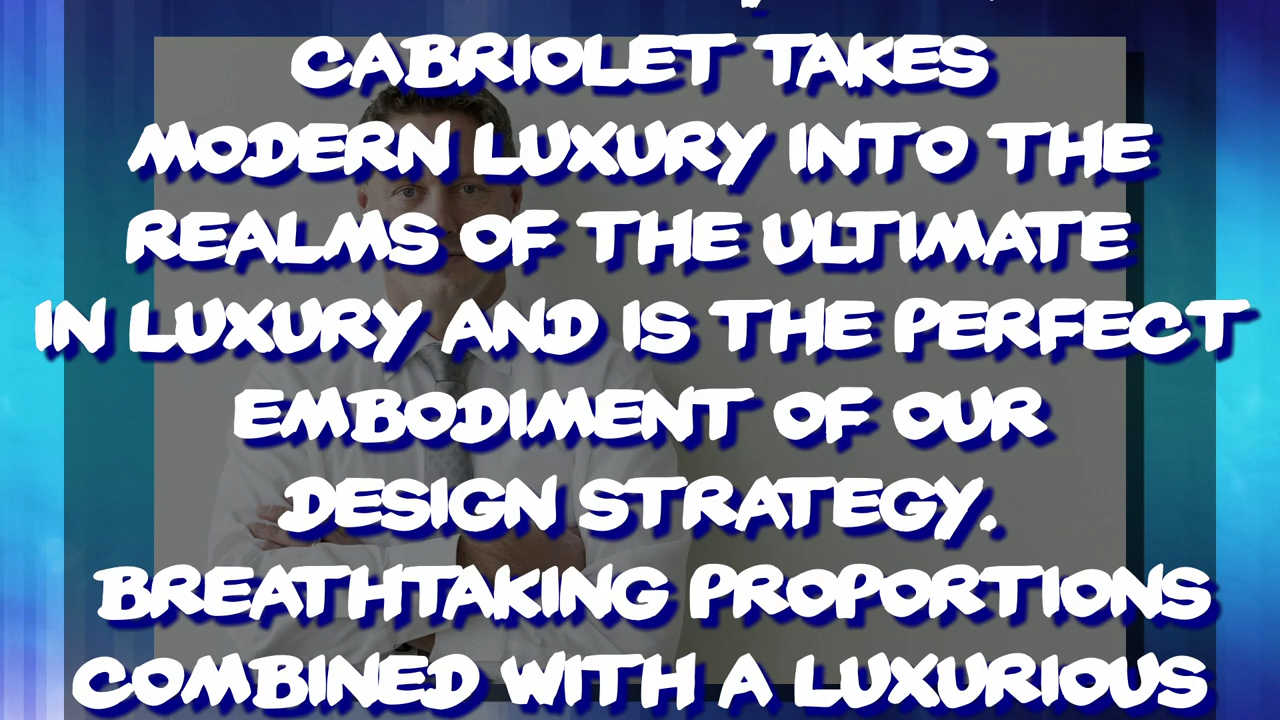 CABRIOLET TAKES
MODERN LUXURY INTO THE
REALMS OF THE ULTIMATE
IN LUXURY AND IS THE PERFECT
EMBODIMENT OF OUR
DESIGN STRATEGY.
BREATHTAKING PROPORTIONS
COMBINED WITH A LUXURIOUS